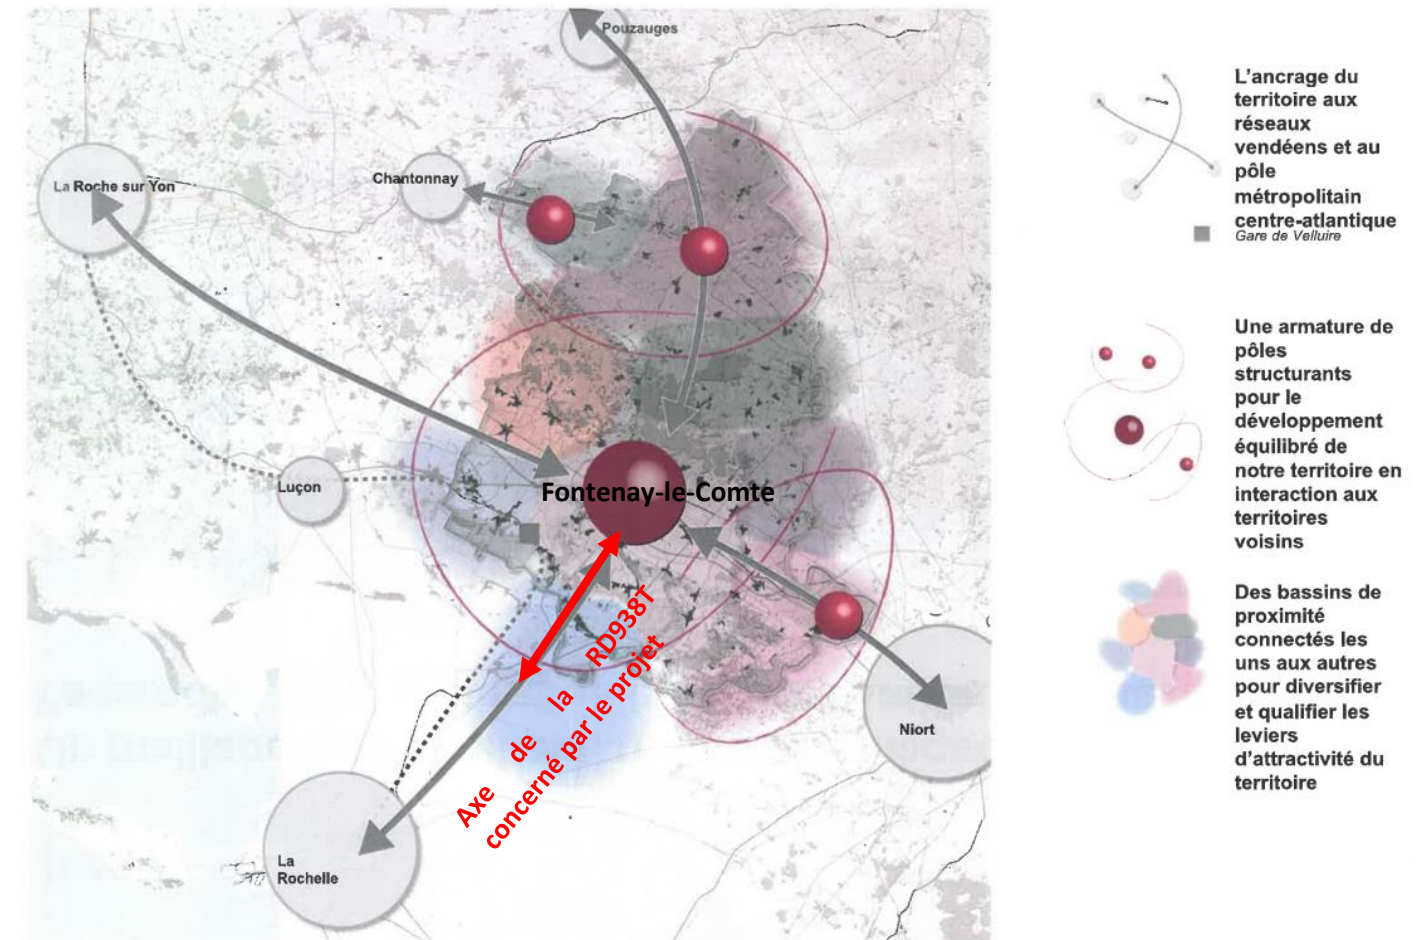 Pouzauges
Chantonnay
La Roche sur Yon
Luçon
Fontenay-le-Comte
Axe de la RD938T
concerné par le projet
Niort
La
Rochelle
L'ancrage du
territoire aux
réseaux
vendéens et au
pôle
métropolitain
centre-atlantique
Gare de Velluire
Une armature de
pôles
structurants
pour le
développement
équilibré de
notre territoire en
interaction aux
territoires
voisins
Des bassins de
proximité
connectés les
uns aux autres
pour diversifier
et qualifier les
leviers
d'attractivité du
territoire